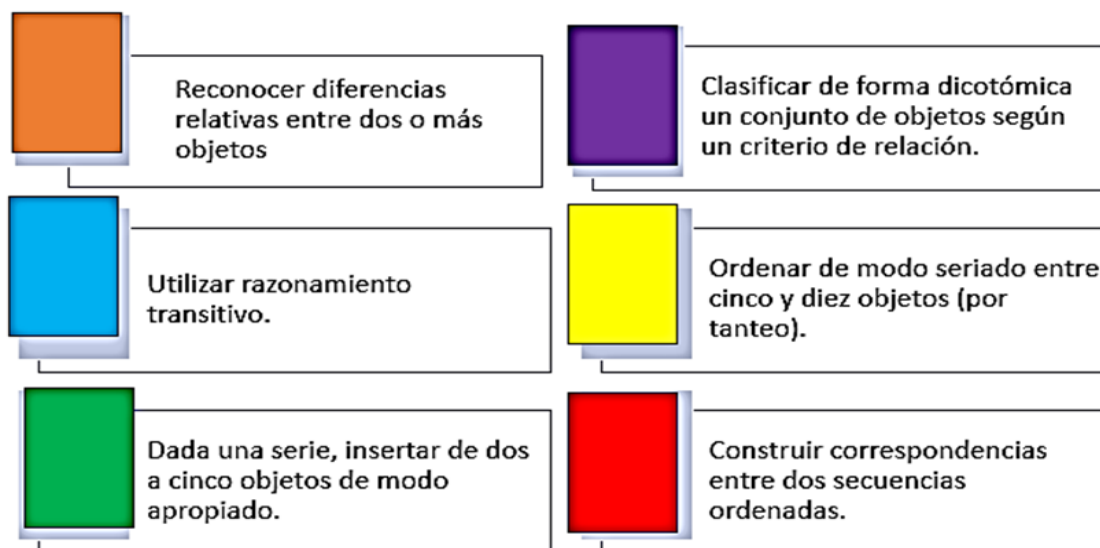 Reconocer diferencias
relativas entre dos o más
objetos
Clasificar de forma dicotómica
un conjunto de objetos según
un criterio de relación.
Utilizar razonamiento
transitivo.
Ordenar de modo seriado entre
cinco y diez objetos (por
tanteo).
Dada una serie, insertar de dos
a cinco objetos de modo
apropiado.
Construir correspondencias
entre dos secuencias
ordenadas.